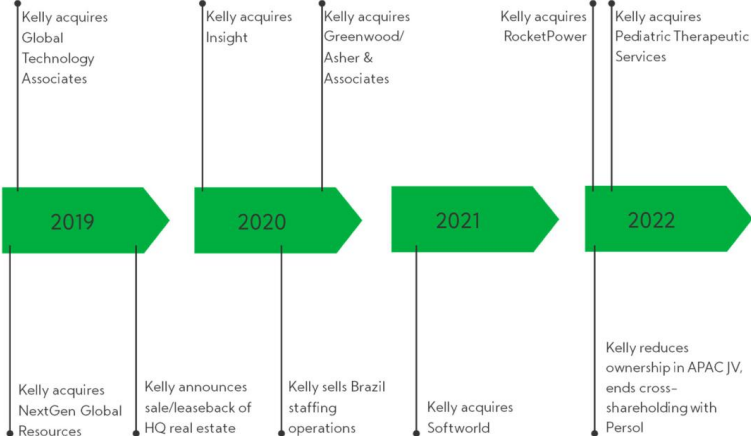 Kelly acquires
Global
Technology
Associates
Kelly acquires
Insight
Kelly acquires
Greenwood/
Asher &
Associates
Kelly acquires
RocketPower
Kelly acquires
Pediatric Therapeutic
Services
2019
2020
2021
2022
Kelly acquires
NextGen Global
Resources
Kelly announces
sale/leaseback of
HQ real estate
Kelly sells Brazil
staffing
operations
Kelly acquires
Softworld
Kelly reduces
ownership in APAC JV,
ends cross-
shareholding with
Persol